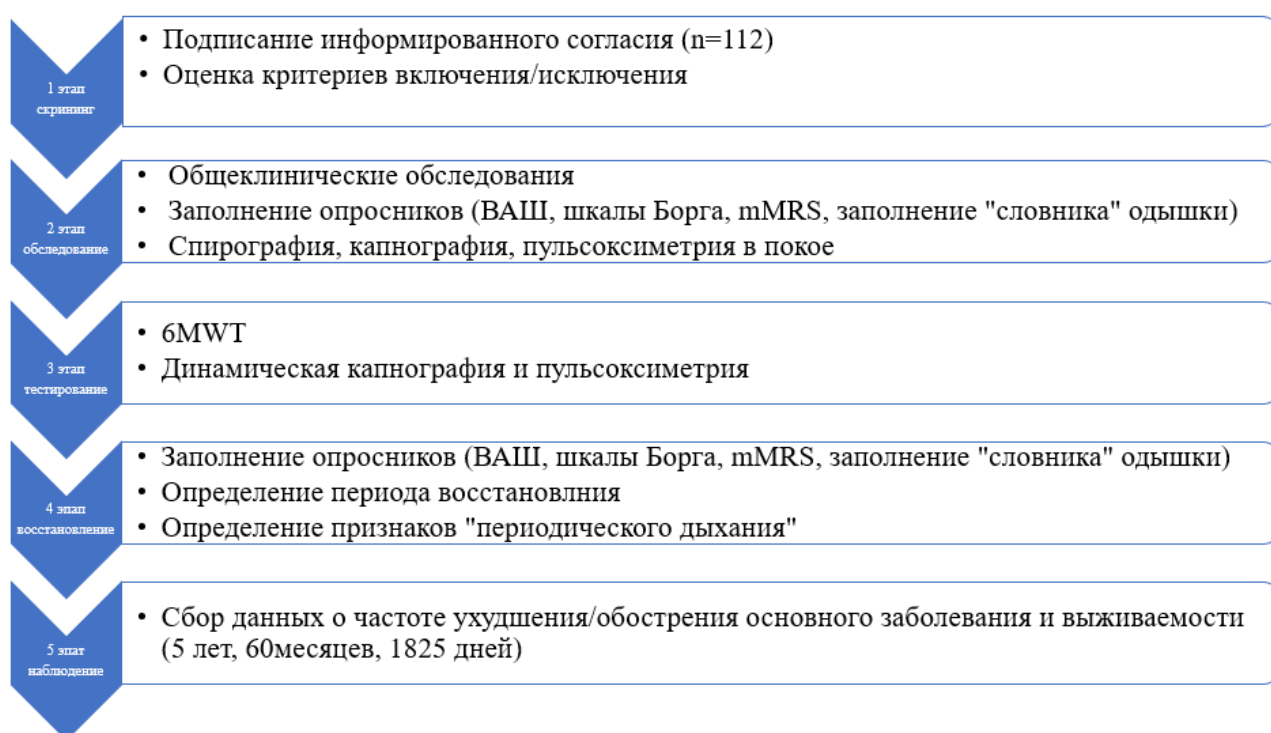 1 этап
скрининг
• Подписание информированного согласия (n=112)
• Оценка критериев включения/исключения
2 этап
обследование
• Общеклинические обследования
• Заполнение опросников (ВАШ, шкалы Борга, mMRS, заполнение "словника" одышки)
• Спирография, капнография, пульсоксиметрия в покое
3 этап
тестирование
• 6MWT
• Динамическая капнография и пульсоксиметрия
4 эпап
восстановление
• Заполнение опросников (ВАШ, шкалы Борга, mMRS, заполнение "словника" одышки)
• Определение периода восстановлния
• Определение признаков "периодического дыхания"
5 эпат
наблюдение
• Сбор данных о частоте ухудшения/обострения основного заболевания и выживаемости
(5 лет, 60месяцев, 1825 дней)